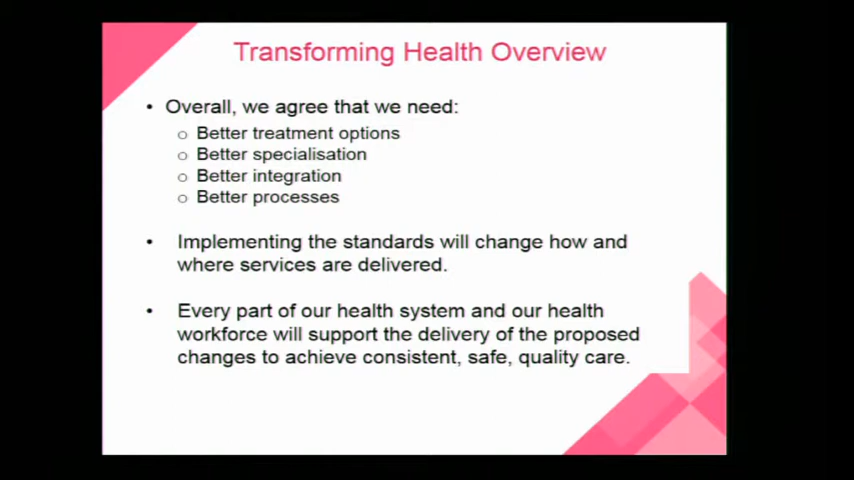 Transforming Health Overview
• Overall, we agree that we need:
o Better treatment options
o Better specialisation
o Better integration
o Better processes
• Implementing the standards will change how and
where services are delivered.
• Every part of our health system and our health
workforce will support the delivery of the proposed
changes to achieve consistent, safe, quality care.